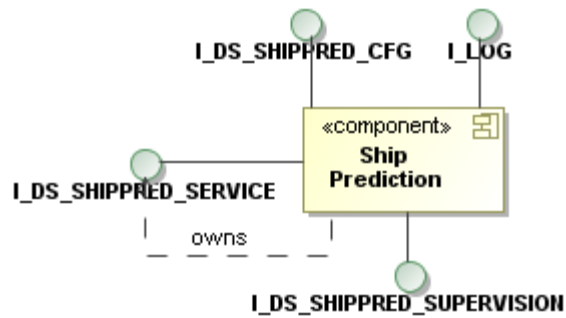 I_DS_SHIPPRED_CFG
I_LOG
«component»
Ship
Prediction
I_DS_SHIPPRED_SERVICE
owns
I_DS_SHIPPRED_SUPERVISION